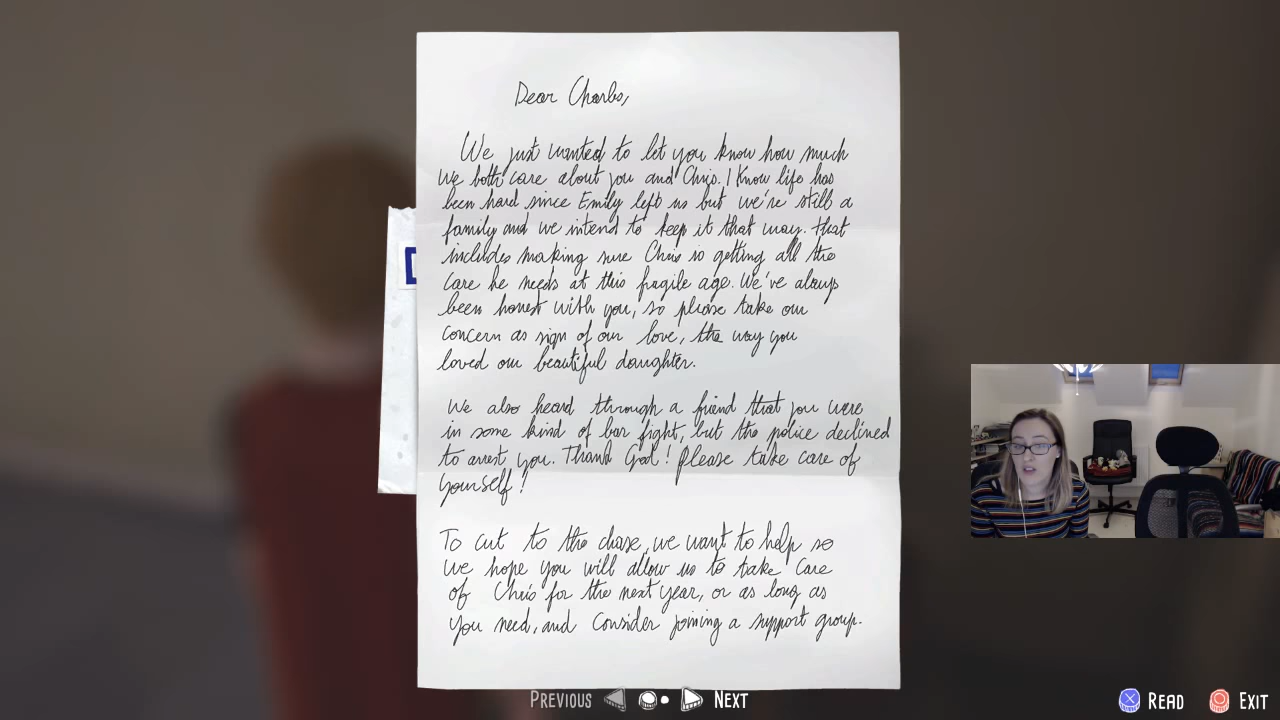 Dear Charles,
We just wanted to let you know how much
we both care about you and Chris. I know life has
been hard since Emily left us but we're still a
family and we intend to keep it that way. That
includes making sure Chris is getting all the
care he needs at this fragile age. We've always
been honest with you, so please take our
concern as sign of our love, the way you
loved our beautiful daughter.
We also heard through a friend that you were
in some kind of bar fight, but the police declined
to arrest you. Thank God! please take care of
yourself!
To cut to the chase, we want to help so
we hope you will allow us to take care
of Chris for the next year, or as long as
you need, and consider joining a support group.
PREVIOUS NEXT READ EXIT